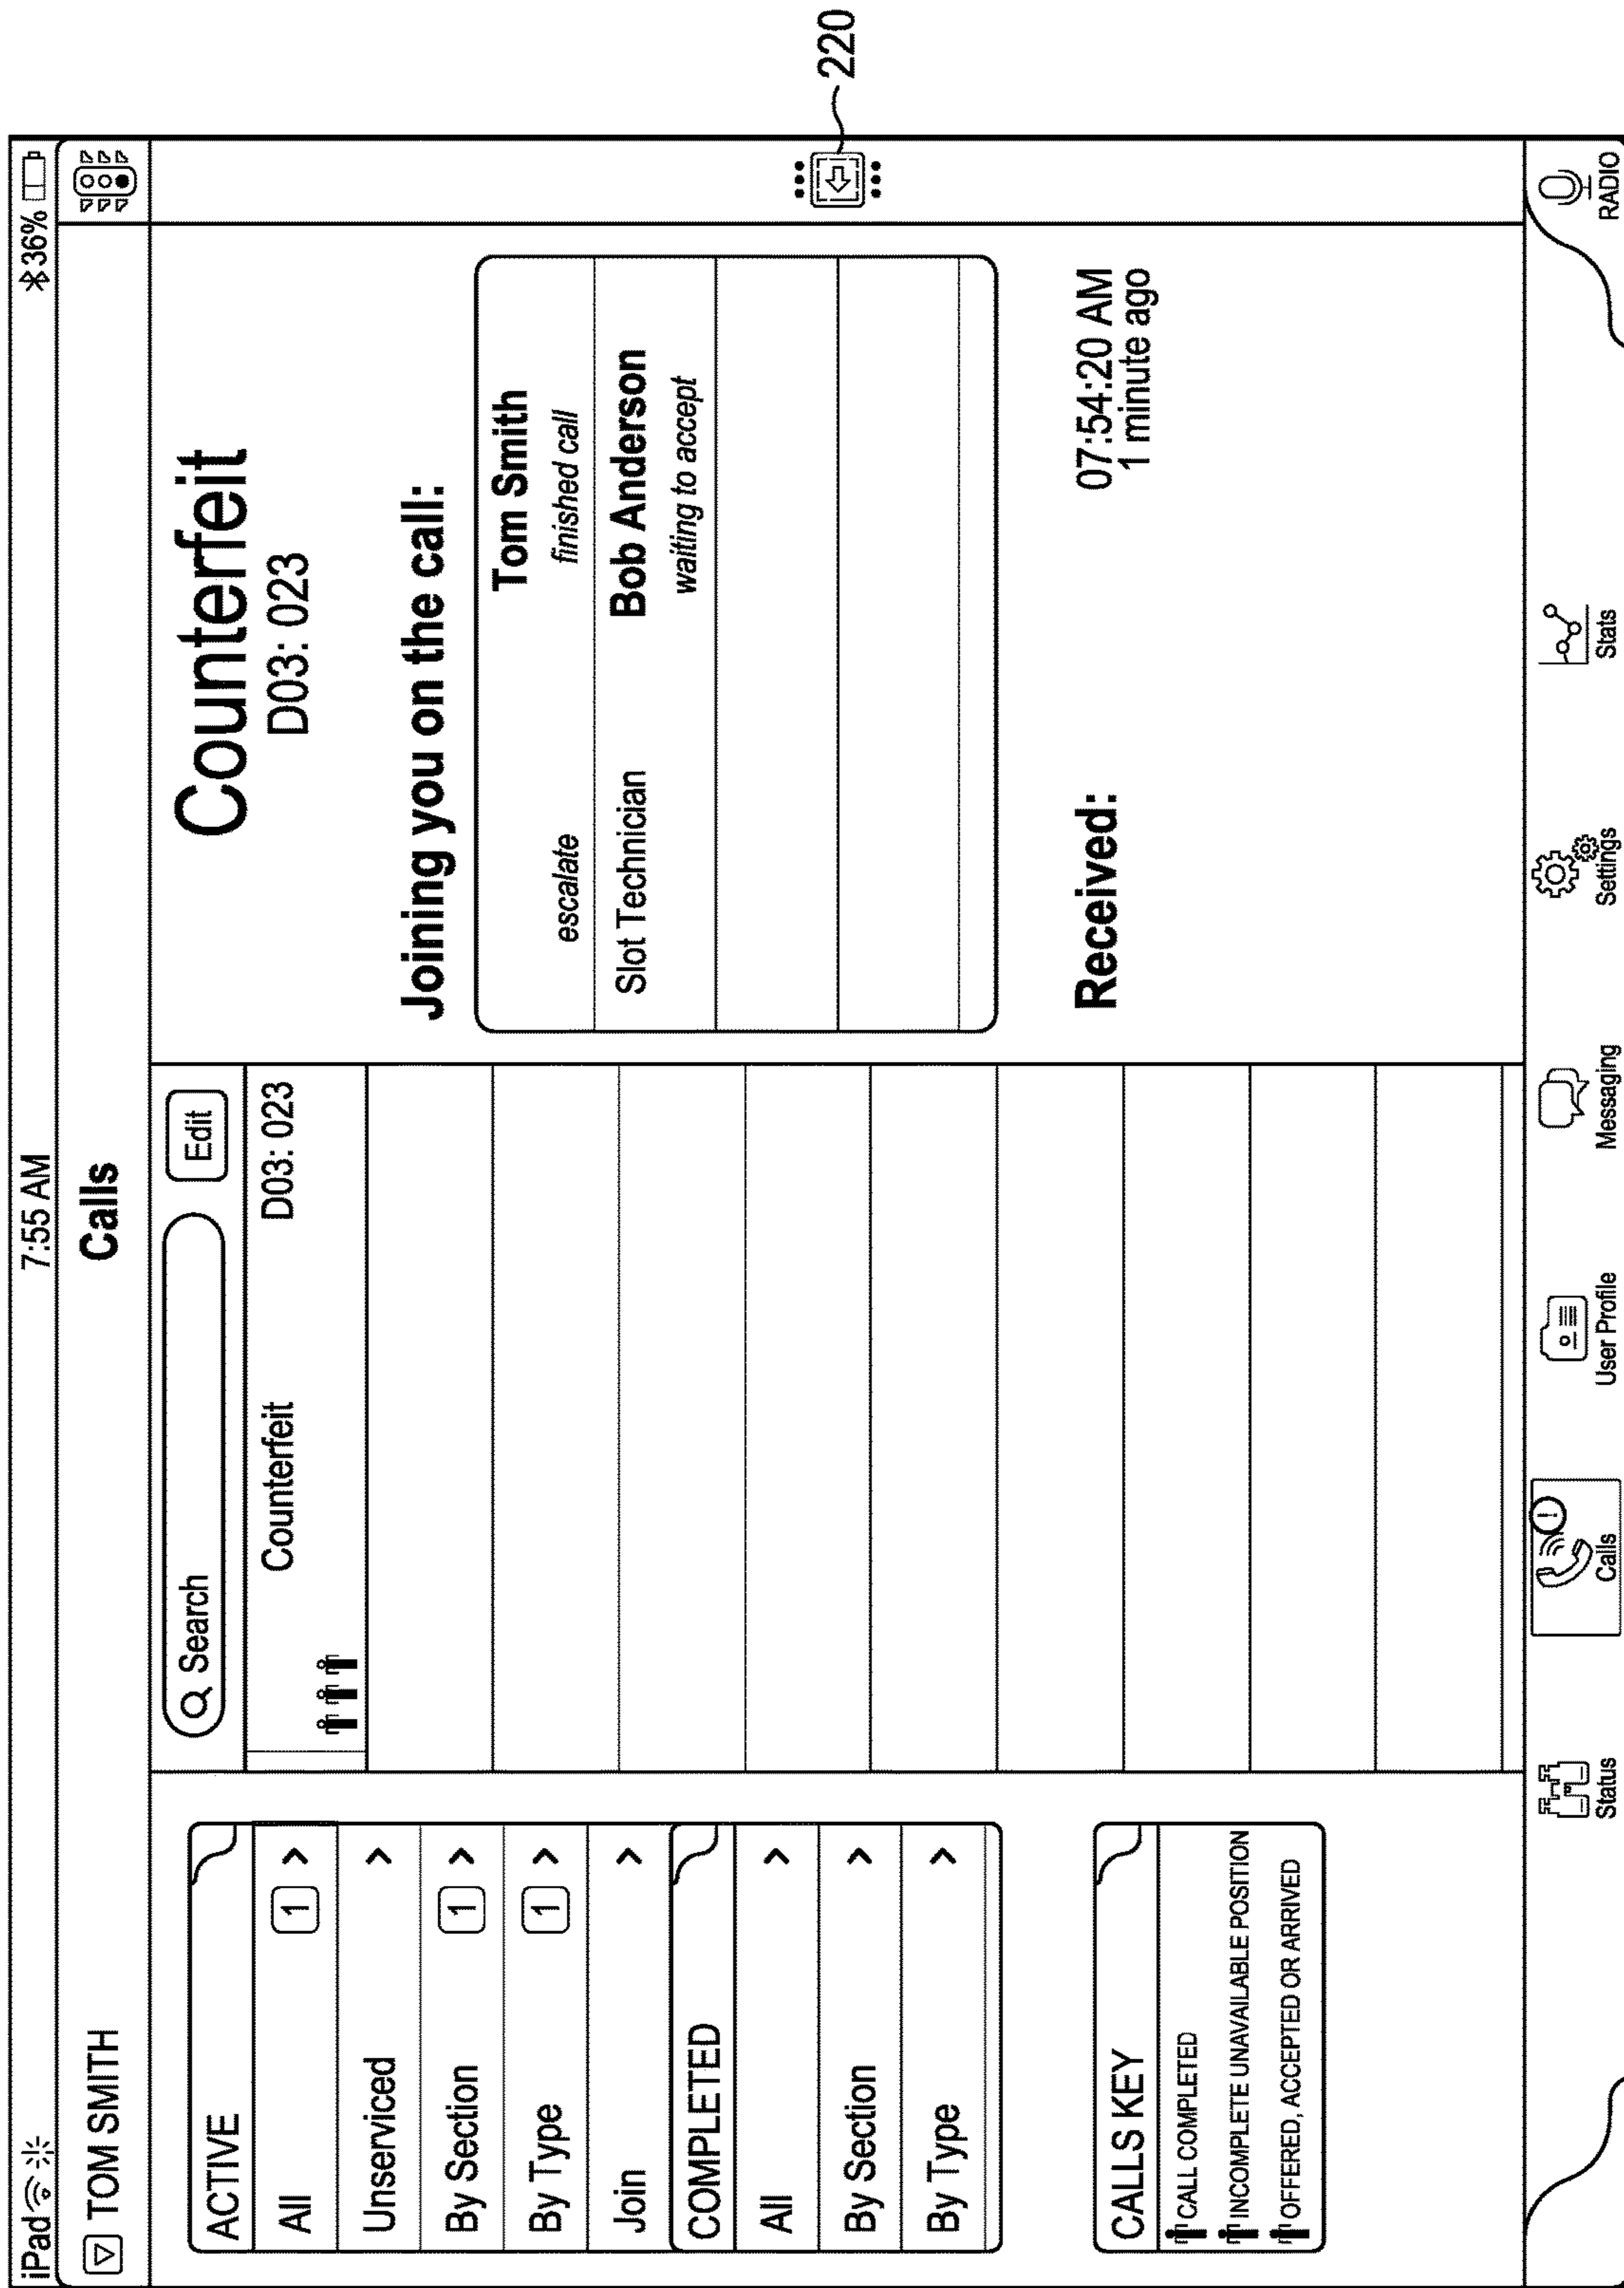 iPad 7:55 AM 36%
TOM SMITH Calls
ACTIVE
All 1 >
Unserviced >
By Section 1 >
By Type 1 >
Join >
COMPLETED
All >
By Section >
By Type >
CALLS KEY
CALL COMPLETED
INCOMPLETE UNAVAILABLE POSITION
OFFERED, ACCEPTED OR ARRIVED
Search Edit
Counterfeit D03: 023
Counterfeit
D03: 023
Joining you on the call:
Tom Smith
escalate finished call
Slot Technician Bob Anderson
waiting to accept
Received: 07:54:20 AM
1 minute ago
220
Status Calls User Profile Messaging Settings Stats RADIO